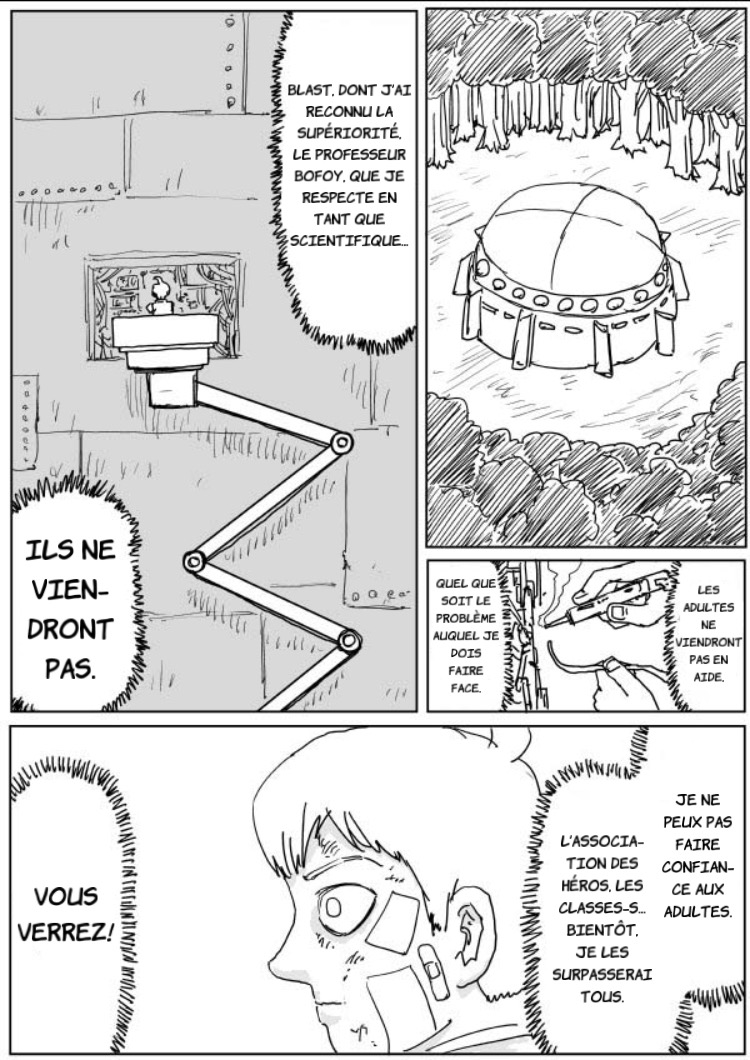 LES
ADULTES
NE
VIENDRONT
PAS EN
AIDE.
QUEL QUE
SOIT LE
PROBLÈME
AUQUEL JE
DOIS
FAIRE
FACE.
BLAST, DONT J'AI
RECONNU LA
SUPÉRIORITÉ,
LE PROFESSEUR
BOFOY, QUE JE
RESPECTE EN
TANT QUE
SCIENTIFIQUE...
ILS NE
VIEN-
DRONT
PAS.
JE NE
PEUX PAS
FAIRE
CONFIAN-
CE AUX
ADULTES.
L'ASSOCIA-
TION DES
HÉROS, LES
CLASSES-S...
BIENTÔT,
JE LES
SURPASSERAI
TOUS.
VOUS
VERREZ!